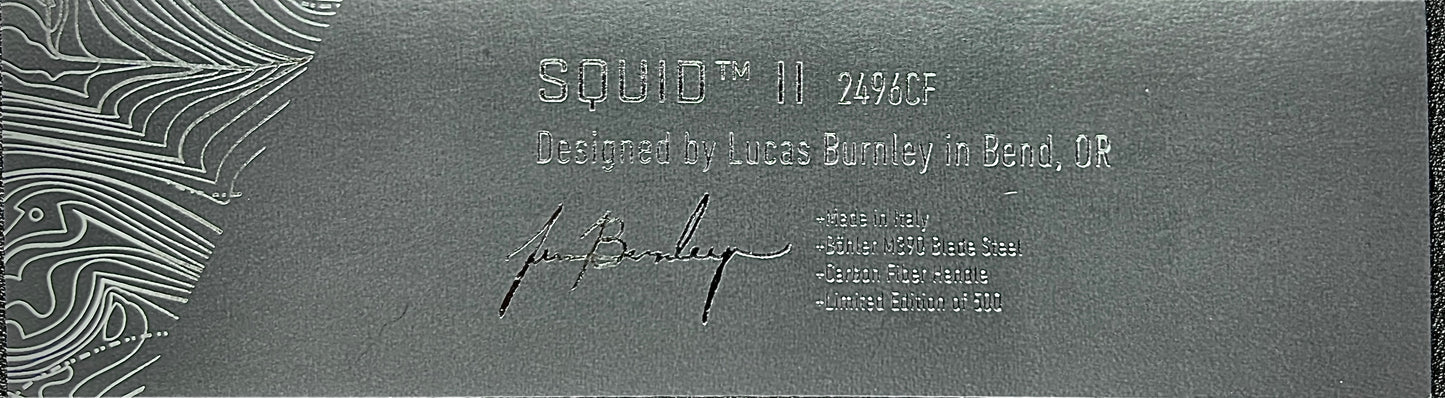 SQUID™ II 2496CF
Designed by Lucas Burnley in Bend, OR
Burnley
-Made in Italy
-Böhler M390 Blade Steel
-Carbon Fiber Handle
-Limited Edition of 500